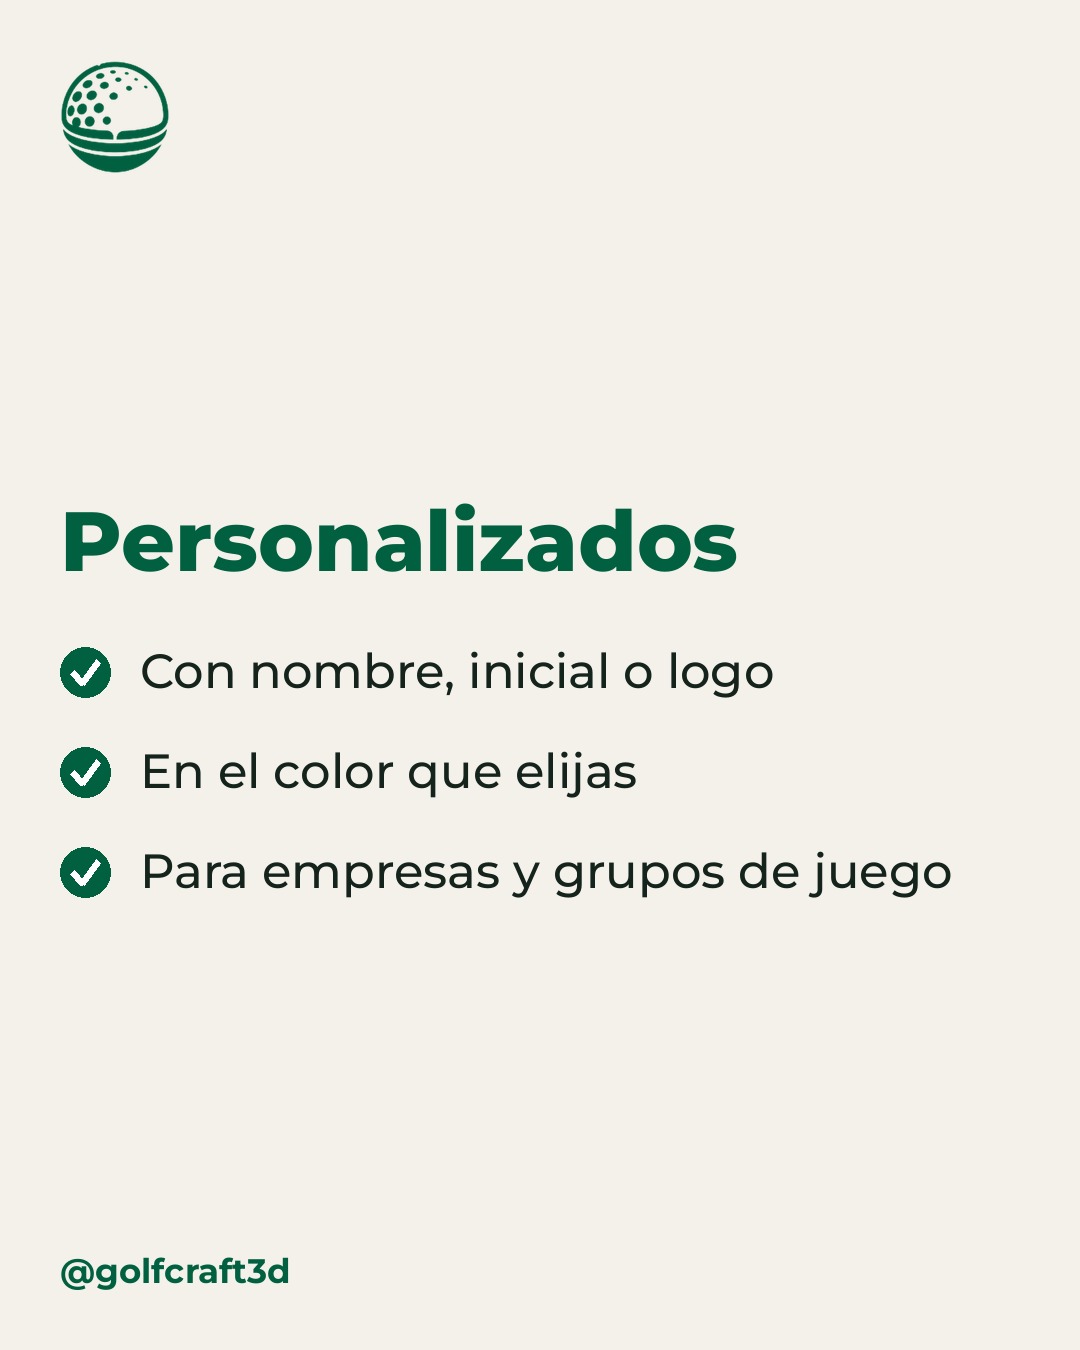 Personalizados
Con nombre, inicial o logo
En el color que elijas
Para empresas y grupos de juego
@golfcraft3d